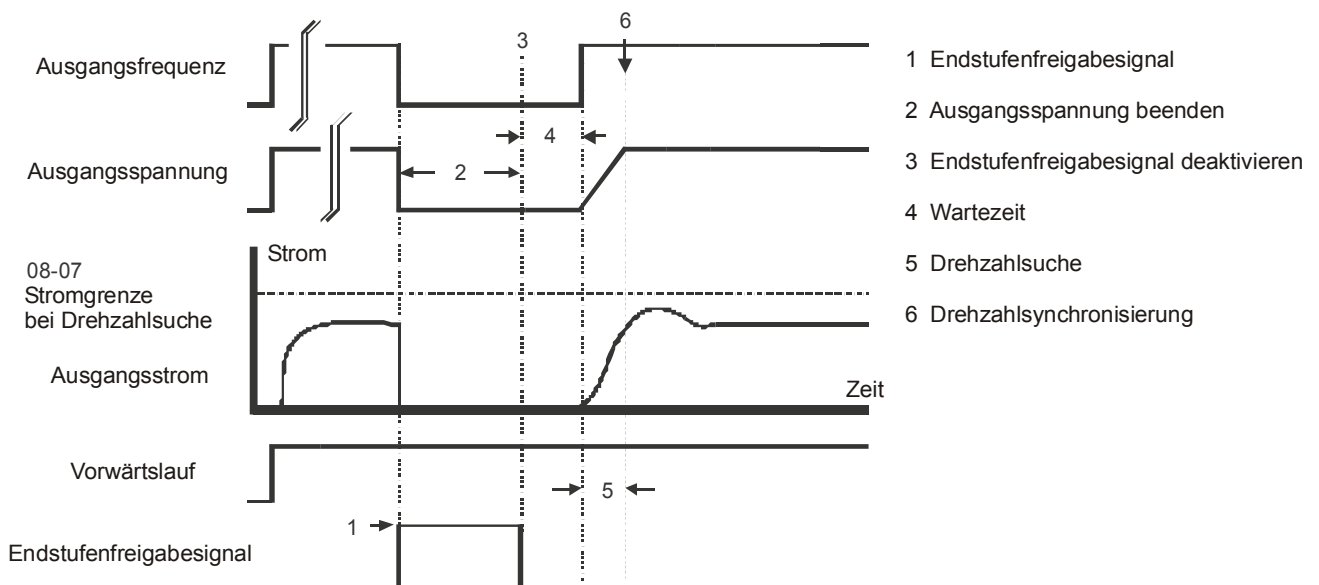 6
3
Ausgangsfrequenz
4
Ausgangsspannung
2
Strom
08-07
Stromgrenze
bei Drehzahlsuche
Ausgangsstrom
Zeit
Vorwärtslauf
5
1
Endstufenfreigabesignal
1 Endstufenfreigabesignal
2 Ausgangsspannung beenden
3 Endstufenfreigabesignal deaktivieren
4 Wartezeit
5 Drehzahlsuche
6 Drehzahlsynchronisierung